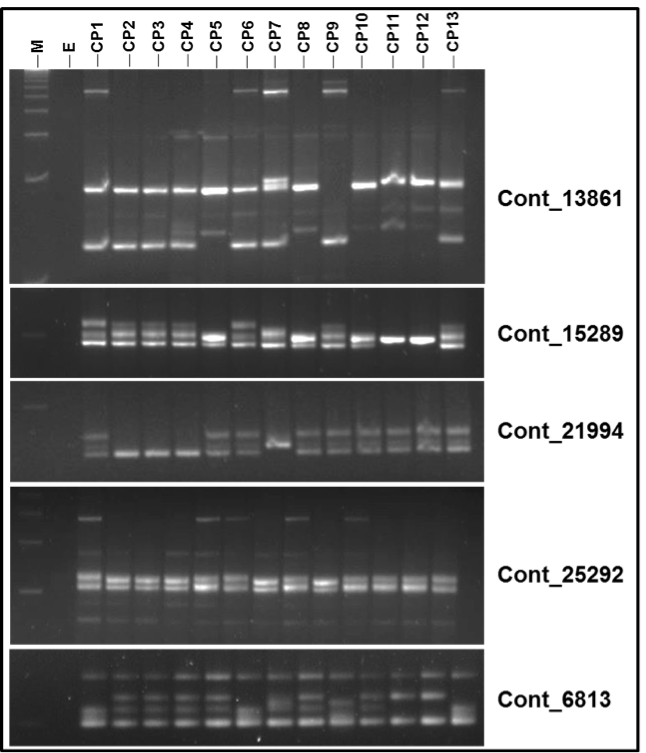 M E CP1 CP2 CP3 CP4 CP5 CP6 CP7 CP8 CP9 CP10 CP11 CP12 CP13
Cont_13861
Cont_15289
Cont_21994
Cont_25292
Cont_6813